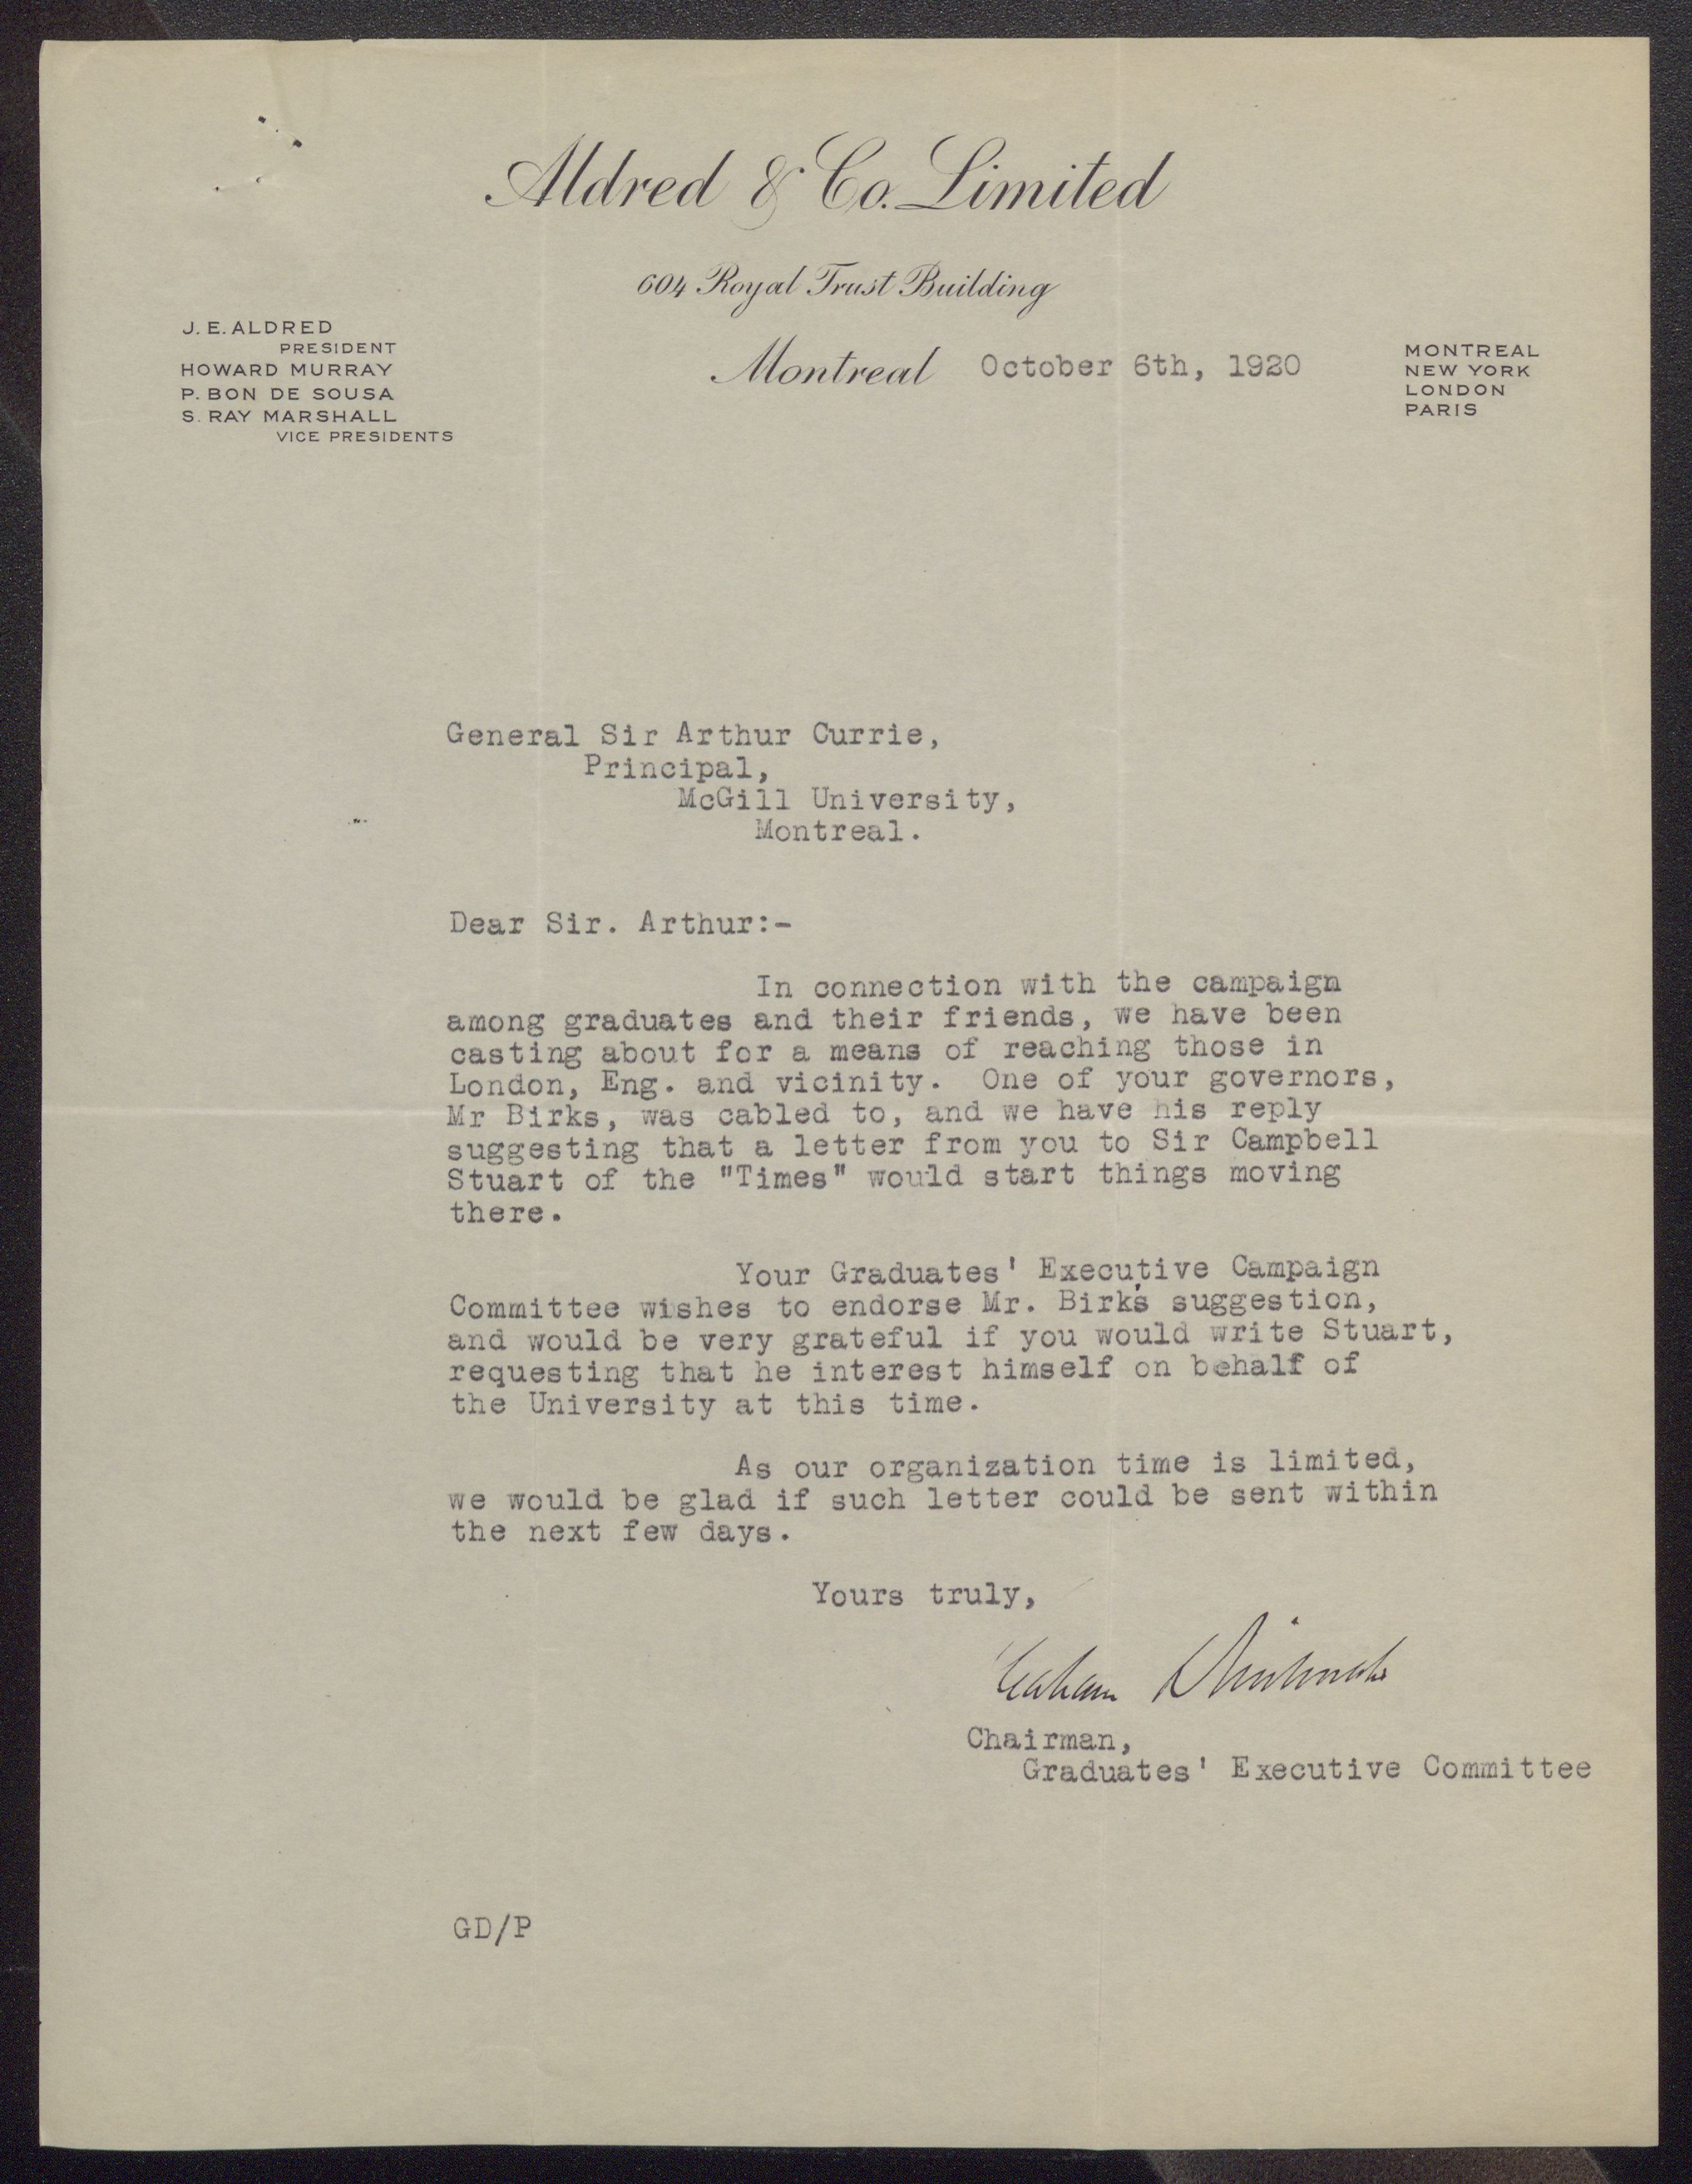 Aldred & Co. Limited
604 Royal Trust Building
J. E. ALDRED
PRESIDENT
HOWARD MURRAY
P. BON DE SOUSA
S. RAY MARSHALL
VICE PRESIDENTS
Montreal October 6th, 1920
MONTREAL
NEW YORK
LONDON
PARIS
General Sir Arthur Currie,
Principal,
McGill University,
Montreal.
Dear Sir. Arthur:-
In connection with the campaign
among graduates and their friends, we have been
casting about for a means of reaching those in
London, Eng. and vicinity. One of your governors,
Mr Birks, was cabled to, and we have his reply
suggesting that a letter from you to Sir Campbell
Stuart of the "Times" would start things moving
there.
Your Graduates' Executive Campaign
Committee wishes to endorse Mr. Birk's suggestion,
and would be very grateful if you would write Stuart,
requesting that he interest himself on behalf of
the University at this time.
As our organization time is limited,
we would be glad if such letter could be sent within
the next few days.
Yours truly,
Chairman,
Graduates' Executive Committee
GD/P